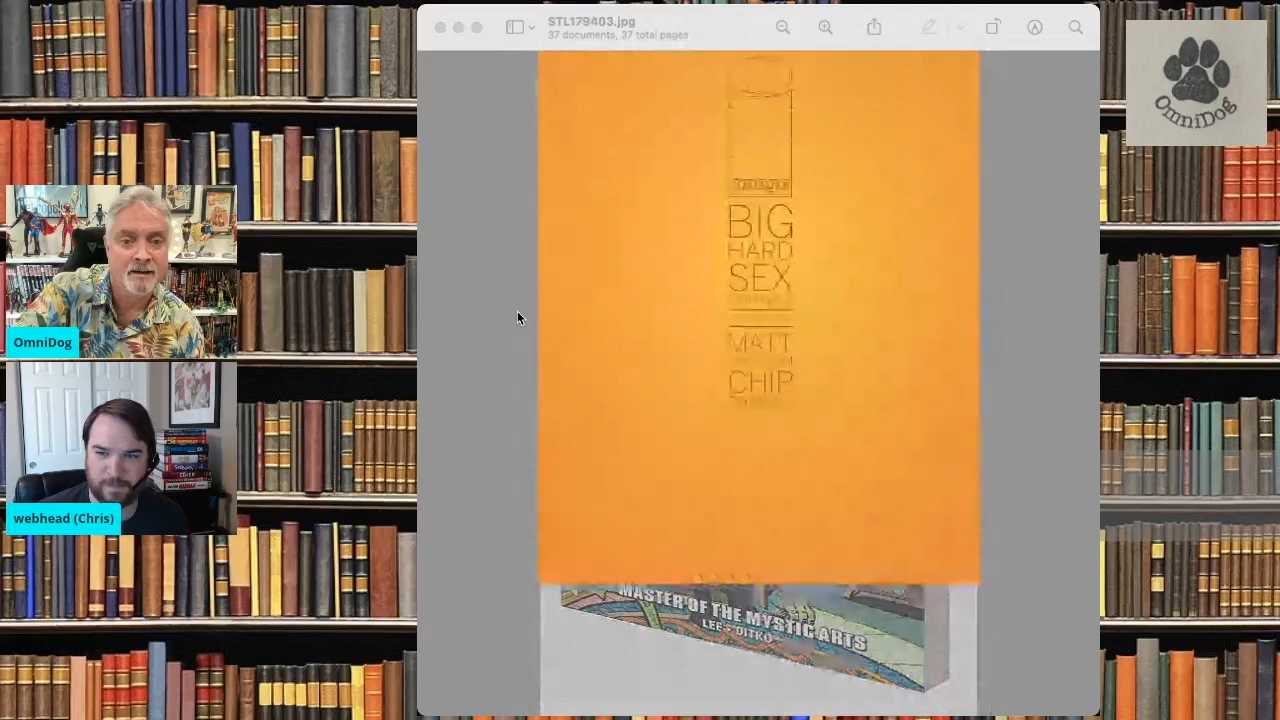 STL179403.jpg
37 documents, 37 total pages
OmniDog
image
BIG
HARD
SEX
MATT
CHIP
OmniDog
webhead (Chris)
MASTER OF THE MYSTIC ARTS
LEE • DITKO